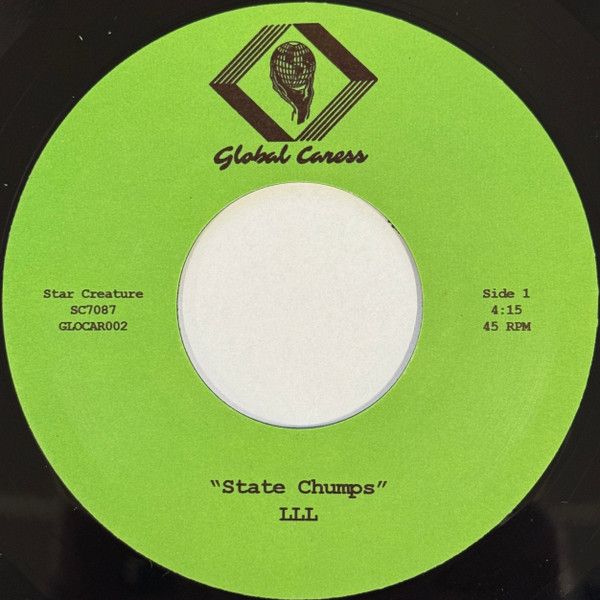 Global Caress
Star Creature
SC7087
GLOCAR002
Side 1
4:15
45 RPM
“State Chumps”
LLL